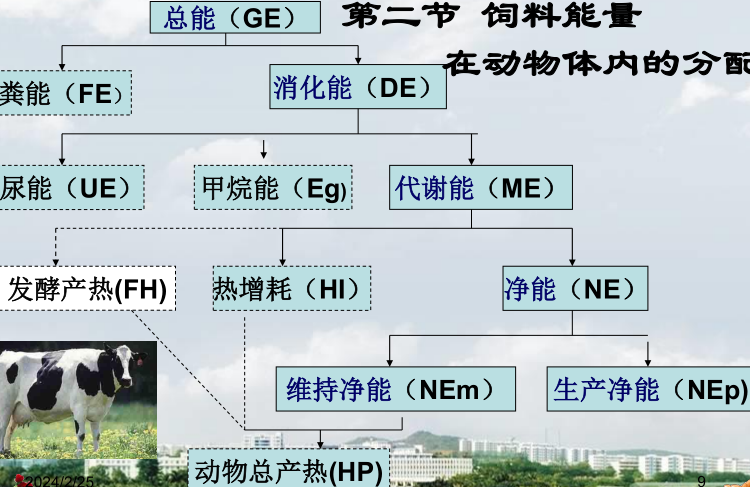 总能（GE）
第二节 饲料能量
在动物体内的分配
粪能（FE）
消化能（DE）
尿能（UE）
甲烷能（Eg)
代谢能（ME）
发酵产热(FH)
热增耗（HI）
净能（NE）
维持净能（NEm）
生产净能（NEp)
动物总产热(HP)
2024/2/25
9